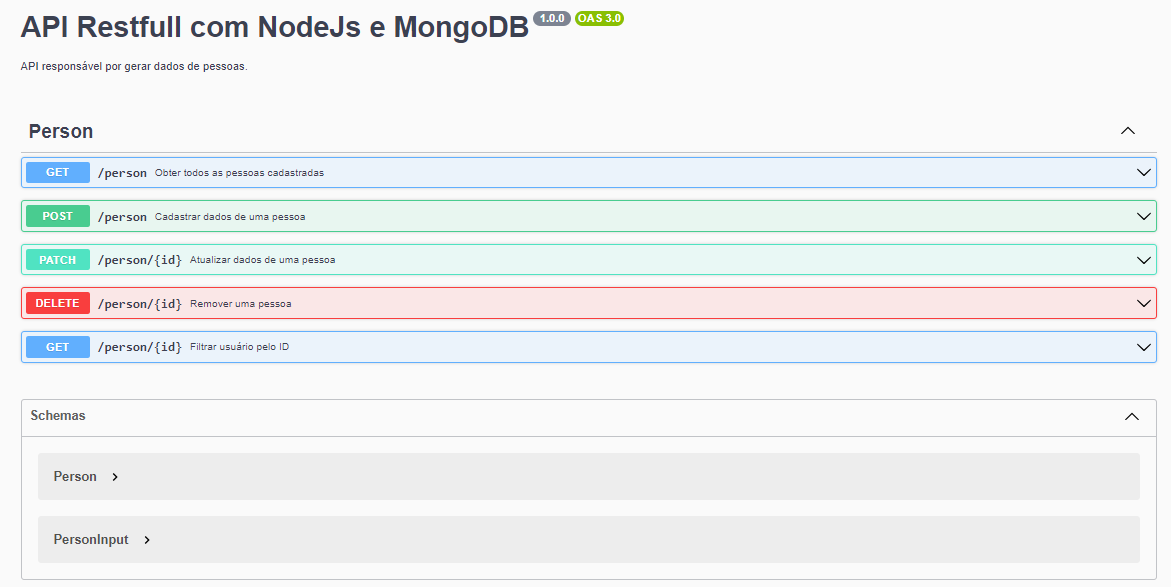 API Restfull com NodeJs e MongoDB 1.0.0 OAS 3.0
API responsável por gerar dados de pessoas.
Person
GET /person Obter todos as pessoas cadastradas
POST /person Cadastrar dados de uma pessoa
PATCH /person/{id} Atualizar dados de uma pessoa
DELETE /person/{id} Remover uma pessoa
GET /person/{id} Filtrar usuário pelo ID
Schemas
Person
PersonInput